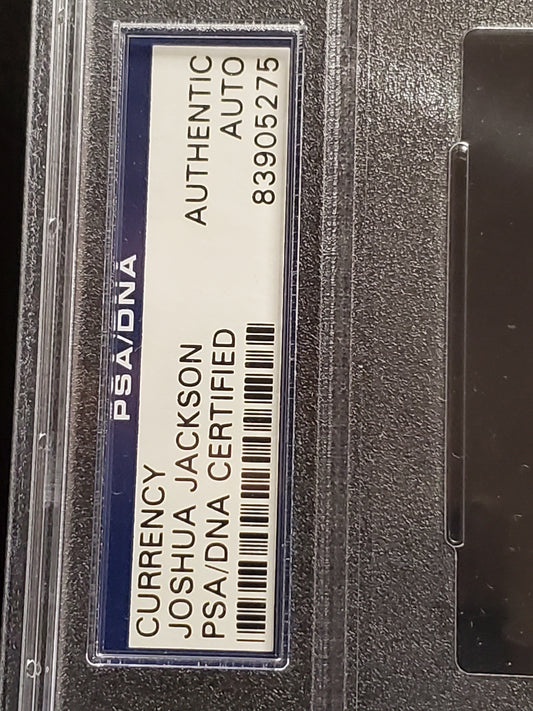 PSA/DNA
CURRENCY AUTHENTIC
JOSHUA JACKSON AUTO
PSA/DNA CERTIFIED 83905275